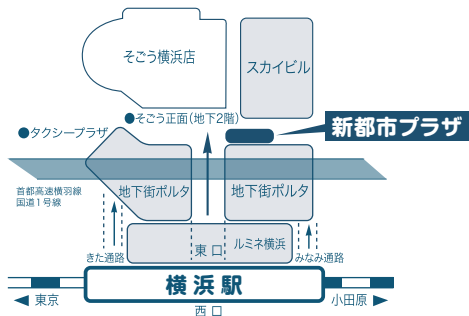 そごう横浜店
スカイビル
●そごう正面(地下2階)
●タクシープラザ
新都市プラザ
首都高速横羽線
国道1号線
地下街ポルタ
地下街ポルタ
きた通路
東口
ルミネ横浜
みなみ通路
横浜駅
東京
小田原
西口